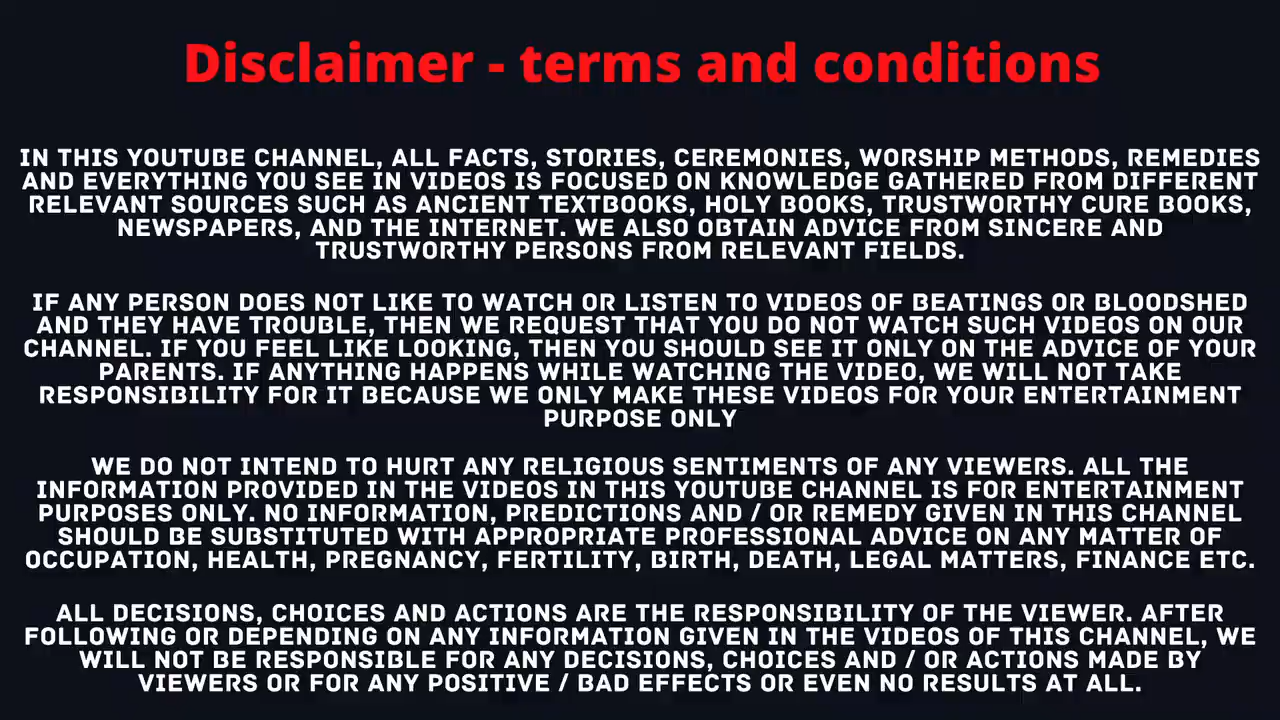 Disclaimer - terms and conditions
IN THIS YOUTUBE CHANNEL, ALL FACTS, STORIES, CEREMONIES, WORSHIP METHODS, REMEDIES
AND EVERYTHING YOU SEE IN VIDEOS IS FOCUSED ON KNOWLEDGE GATHERED FROM DIFFERENT
RELEVANT SOURCES SUCH AS ANCIENT TEXTBOOKS, HOLY BOOKS, TRUSTWORTHY CURE BOOKS,
NEWSPAPERS, AND THE INTERNET. WE ALSO OBTAIN ADVICE FROM SINCERE AND
TRUSTWORTHY PERSONS FROM RELEVANT FIELDS.
IF ANY PERSON DOES NOT LIKE TO WATCH OR LISTEN TO VIDEOS OF BEATINGS OR BLOODSHED
AND THEY HAVE TROUBLE, THEN WE REQUEST THAT YOU DO NOT WATCH SUCH VIDEOS ON OUR
CHANNEL. IF YOU FEEL LIKE LOOKING, THEN YOU SHOULD SEE IT ONLY ON THE ADVICE OF YOUR
PARENTS. IF ANYTHING HAPPENS WHILE WATCHING THE VIDEO, WE WILL NOT TAKE
RESPONSIBILITY FOR IT BECAUSE WE ONLY MAKE THESE VIDEOS FOR YOUR ENTERTAINMENT
PURPOSE ONLY
WE DO NOT INTEND TO HURT ANY RELIGIOUS SENTIMENTS OF ANY VIEWERS. ALL THE
INFORMATION PROVIDED IN THE VIDEOS IN THIS YOUTUBE CHANNEL IS FOR ENTERTAINMENT
PURPOSES ONLY. NO INFORMATION, PREDICTIONS AND / OR REMEDY GIVEN IN THIS CHANNEL
SHOULD BE SUBSTITUTED WITH APPROPRIATE PROFESSIONAL ADVICE ON ANY MATTER OF
OCCUPATION, HEALTH, PREGNANCY, FERTILITY, BIRTH, DEATH, LEGAL MATTERS, FINANCE ETC.
ALL DECISIONS, CHOICES AND ACTIONS ARE THE RESPONSIBILITY OF THE VIEWER. AFTER
FOLLOWING OR DEPENDING ON ANY INFORMATION GIVEN IN THE VIDEOS OF THIS CHANNEL, WE
WILL NOT BE RESPONSIBLE FOR ANY DECISIONS, CHOICES AND / OR ACTIONS MADE BY
VIEWERS OR FOR ANY POSITIVE / BAD EFFECTS OR EVEN NO RESULTS AT ALL.